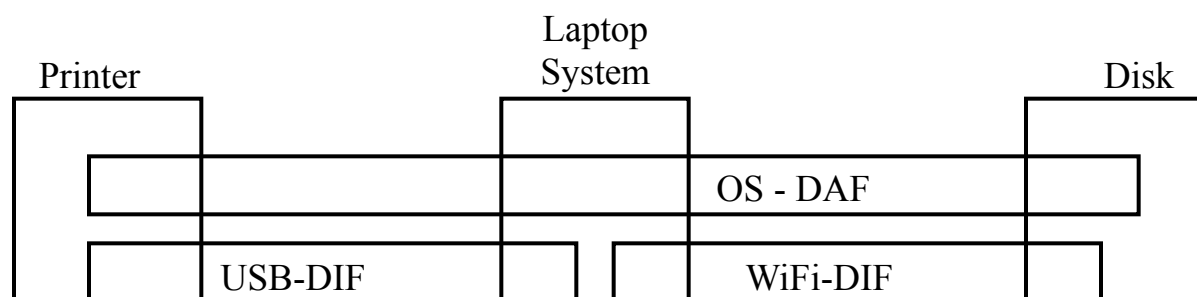 Laptop
System
Printer
Disk
OS - DAF
USB-DIF
WiFi-DIF